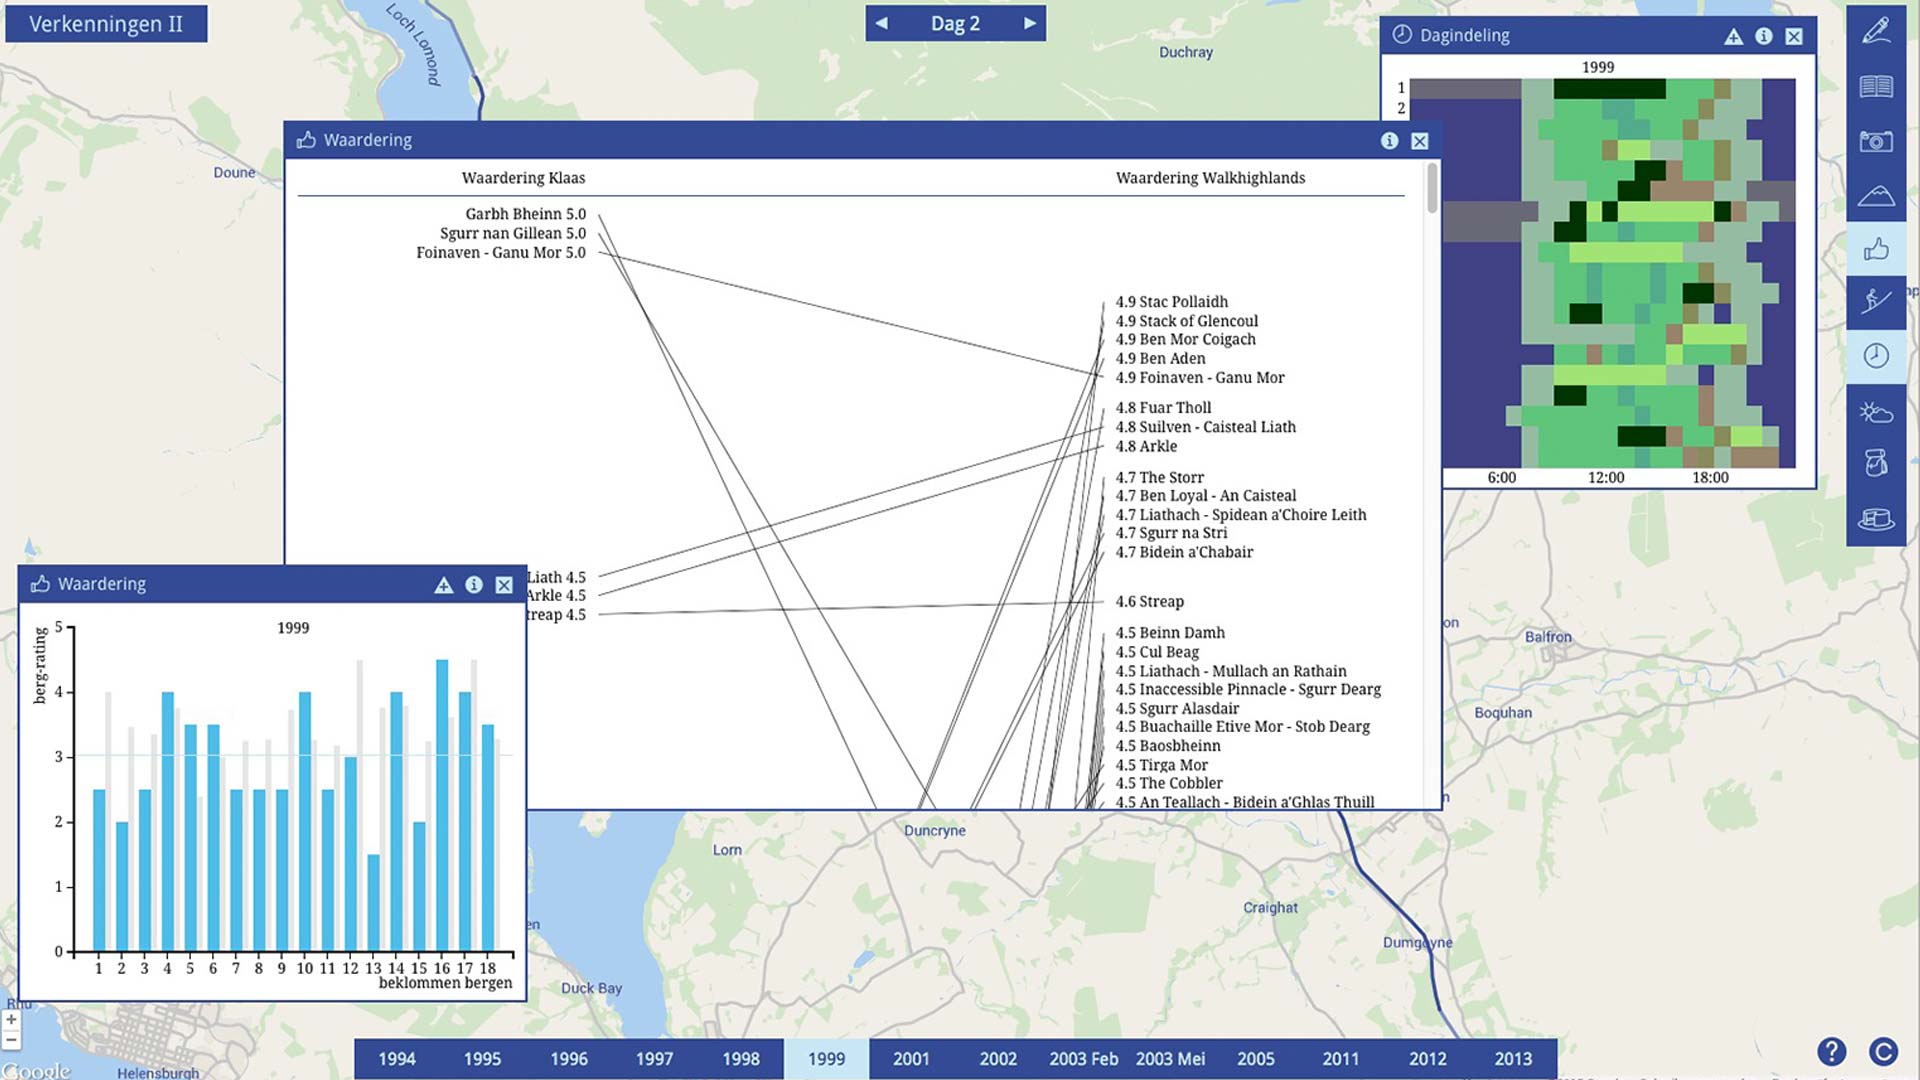 Verkenningen II
Loch Lomond
Dag 2
Duchray
Doune
Dagindeling
1999
1
2
6:00 12:00 18:00
Waardering
Waardering Klaas
Waardering Walkhighlands
Garbh Bheinn 5.0
Sgurr nan Gillean 5.0
Foinaven - Ganu Mor 5.0
Liath 4.5
Arkle 4.5
treap 4.5
4.9 Stac Pollaidh
4.9 Stack of Glencoul
4.9 Ben Mor Coigach
4.9 Ben Aden
4.9 Foinaven - Ganu Mor
4.8 Fuar Tholl
4.8 Suilven - Caisteal Liath
4.8 Arkle
4.7 The Storr
4.7 Ben Loyal - An Caisteal
4.7 Liathach - Spidean a'Choire Leith
4.7 Sgurr na Stri
4.7 Bidein a'Chabair
4.6 Streap
4.5 Beinn Damh
4.5 Cul Beag
4.5 Liathach - Mullach an Rathain
4.5 Inaccessible Pinnacle - Sgurr Dearg
4.5 Sgurr Alasdair
4.5 Buachaille Etive Mor - Stob Dearg
4.5 Baosbheinn
4.5 Tirga Mor
4.5 The Cobbler
4.5 An Teallach - Bidein a'Ghlas Thuill
Waardering
1999
berg-rating
5
4
3
2
1
0
1 2 3 4 5 6 7 8 9 10 11 12 13 14 15 16 17 18
beklommen bergen
on
Balfron
Boquhan
Duncryne
Lorn
en
Craighat
Dumgoyne
Duck Bay
Rhu
+
−
Google
Helensburgh
1994 1995 1996 1997 1998 1999 2001 2002 2003 Feb 2003 Mei 2005 2011 2012 2013
? C